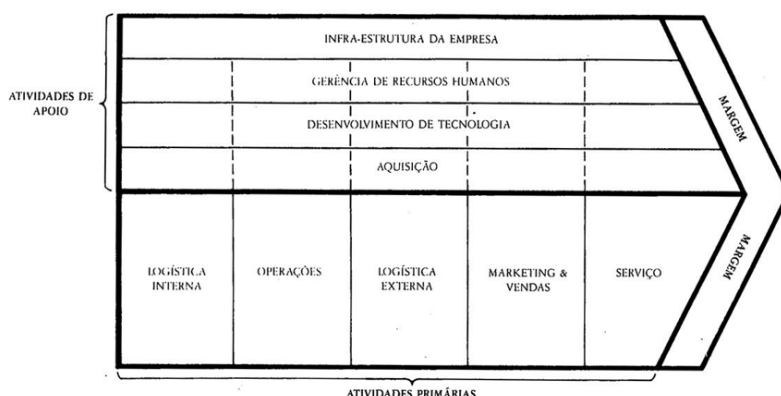 INFRA-ESTRUTURA DA EMPRESA
GERÊNCIA DE RECURSOS HUMANOS
ATIVIDADES DE
APOIO
DESENVOLVIMENTO DE TECNOLOGIA
AQUISIÇÃO
MARGEM
LOGÍSTICA
INTERNA
OPERAÇÕES
LOGÍSTICA
EXTERNA
MARKETING &
VENDAS
SERVIÇO
MARGEM
ATIVIDADES PRIMÁRIAS